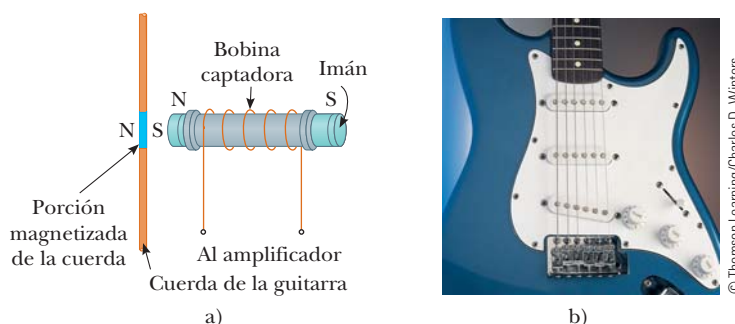 Bobina
captadora
Imán
N
S
N S
Porción
magnetizada
de la cuerda
Al amplificador
Cuerda de la guitarra
a)
b)
© Thomson Learning/Charles D. Winters